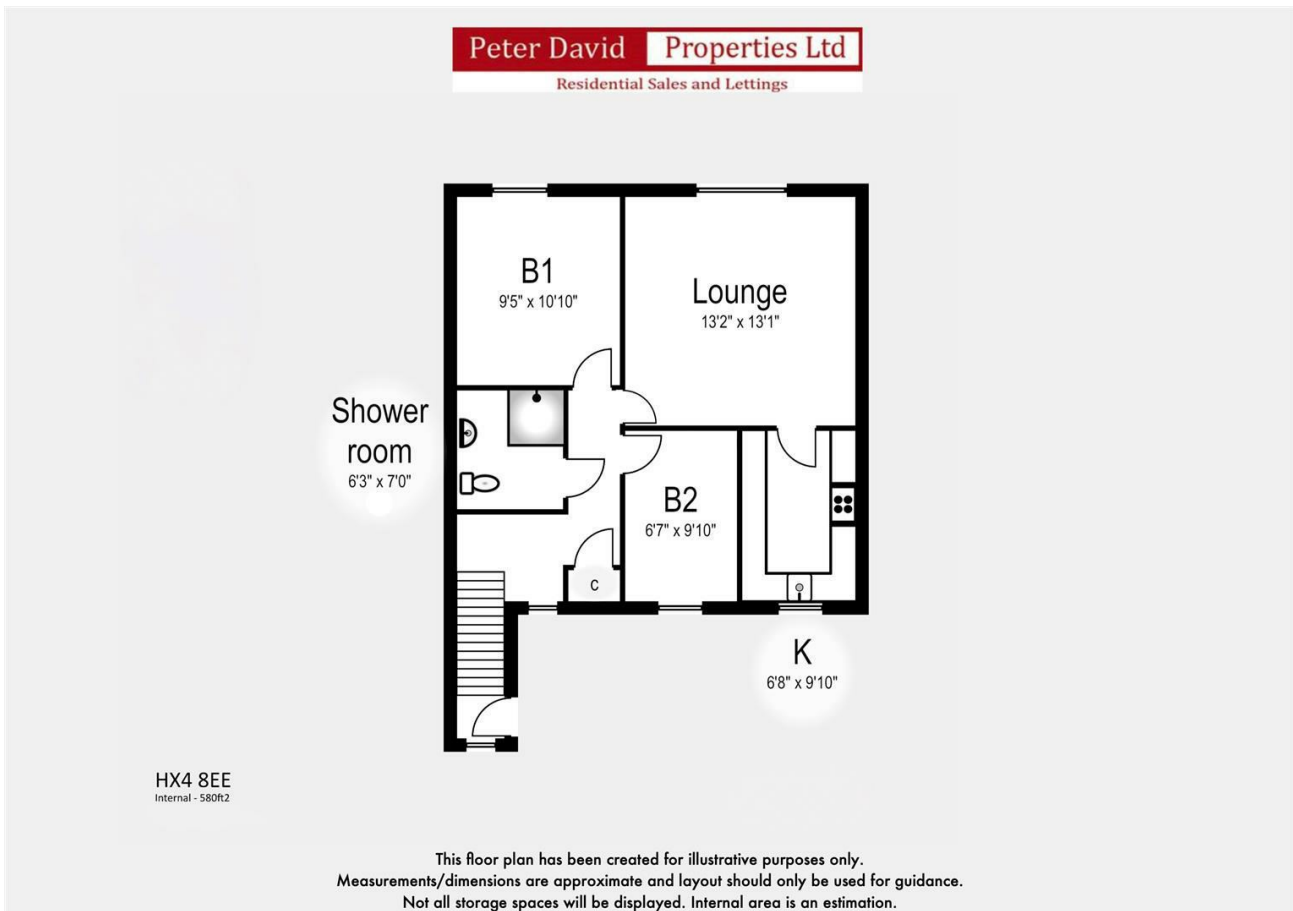 Peter David Properties Ltd
Residential Sales and Lettings
B1
9'5" x 10'10"
Lounge
13'2" x 13'1"
Shower
room
6'3" x 7'0"
B2
6'7" x 9'10"
C
K
6'8" x 9'10"
HX4 8EE
Internal - 580ft2
This floor plan has been created for illustrative purposes only.
Measurements/dimensions are approximate and layout should only be used for guidance.
Not all storage spaces will be displayed. Internal area is an estimation.